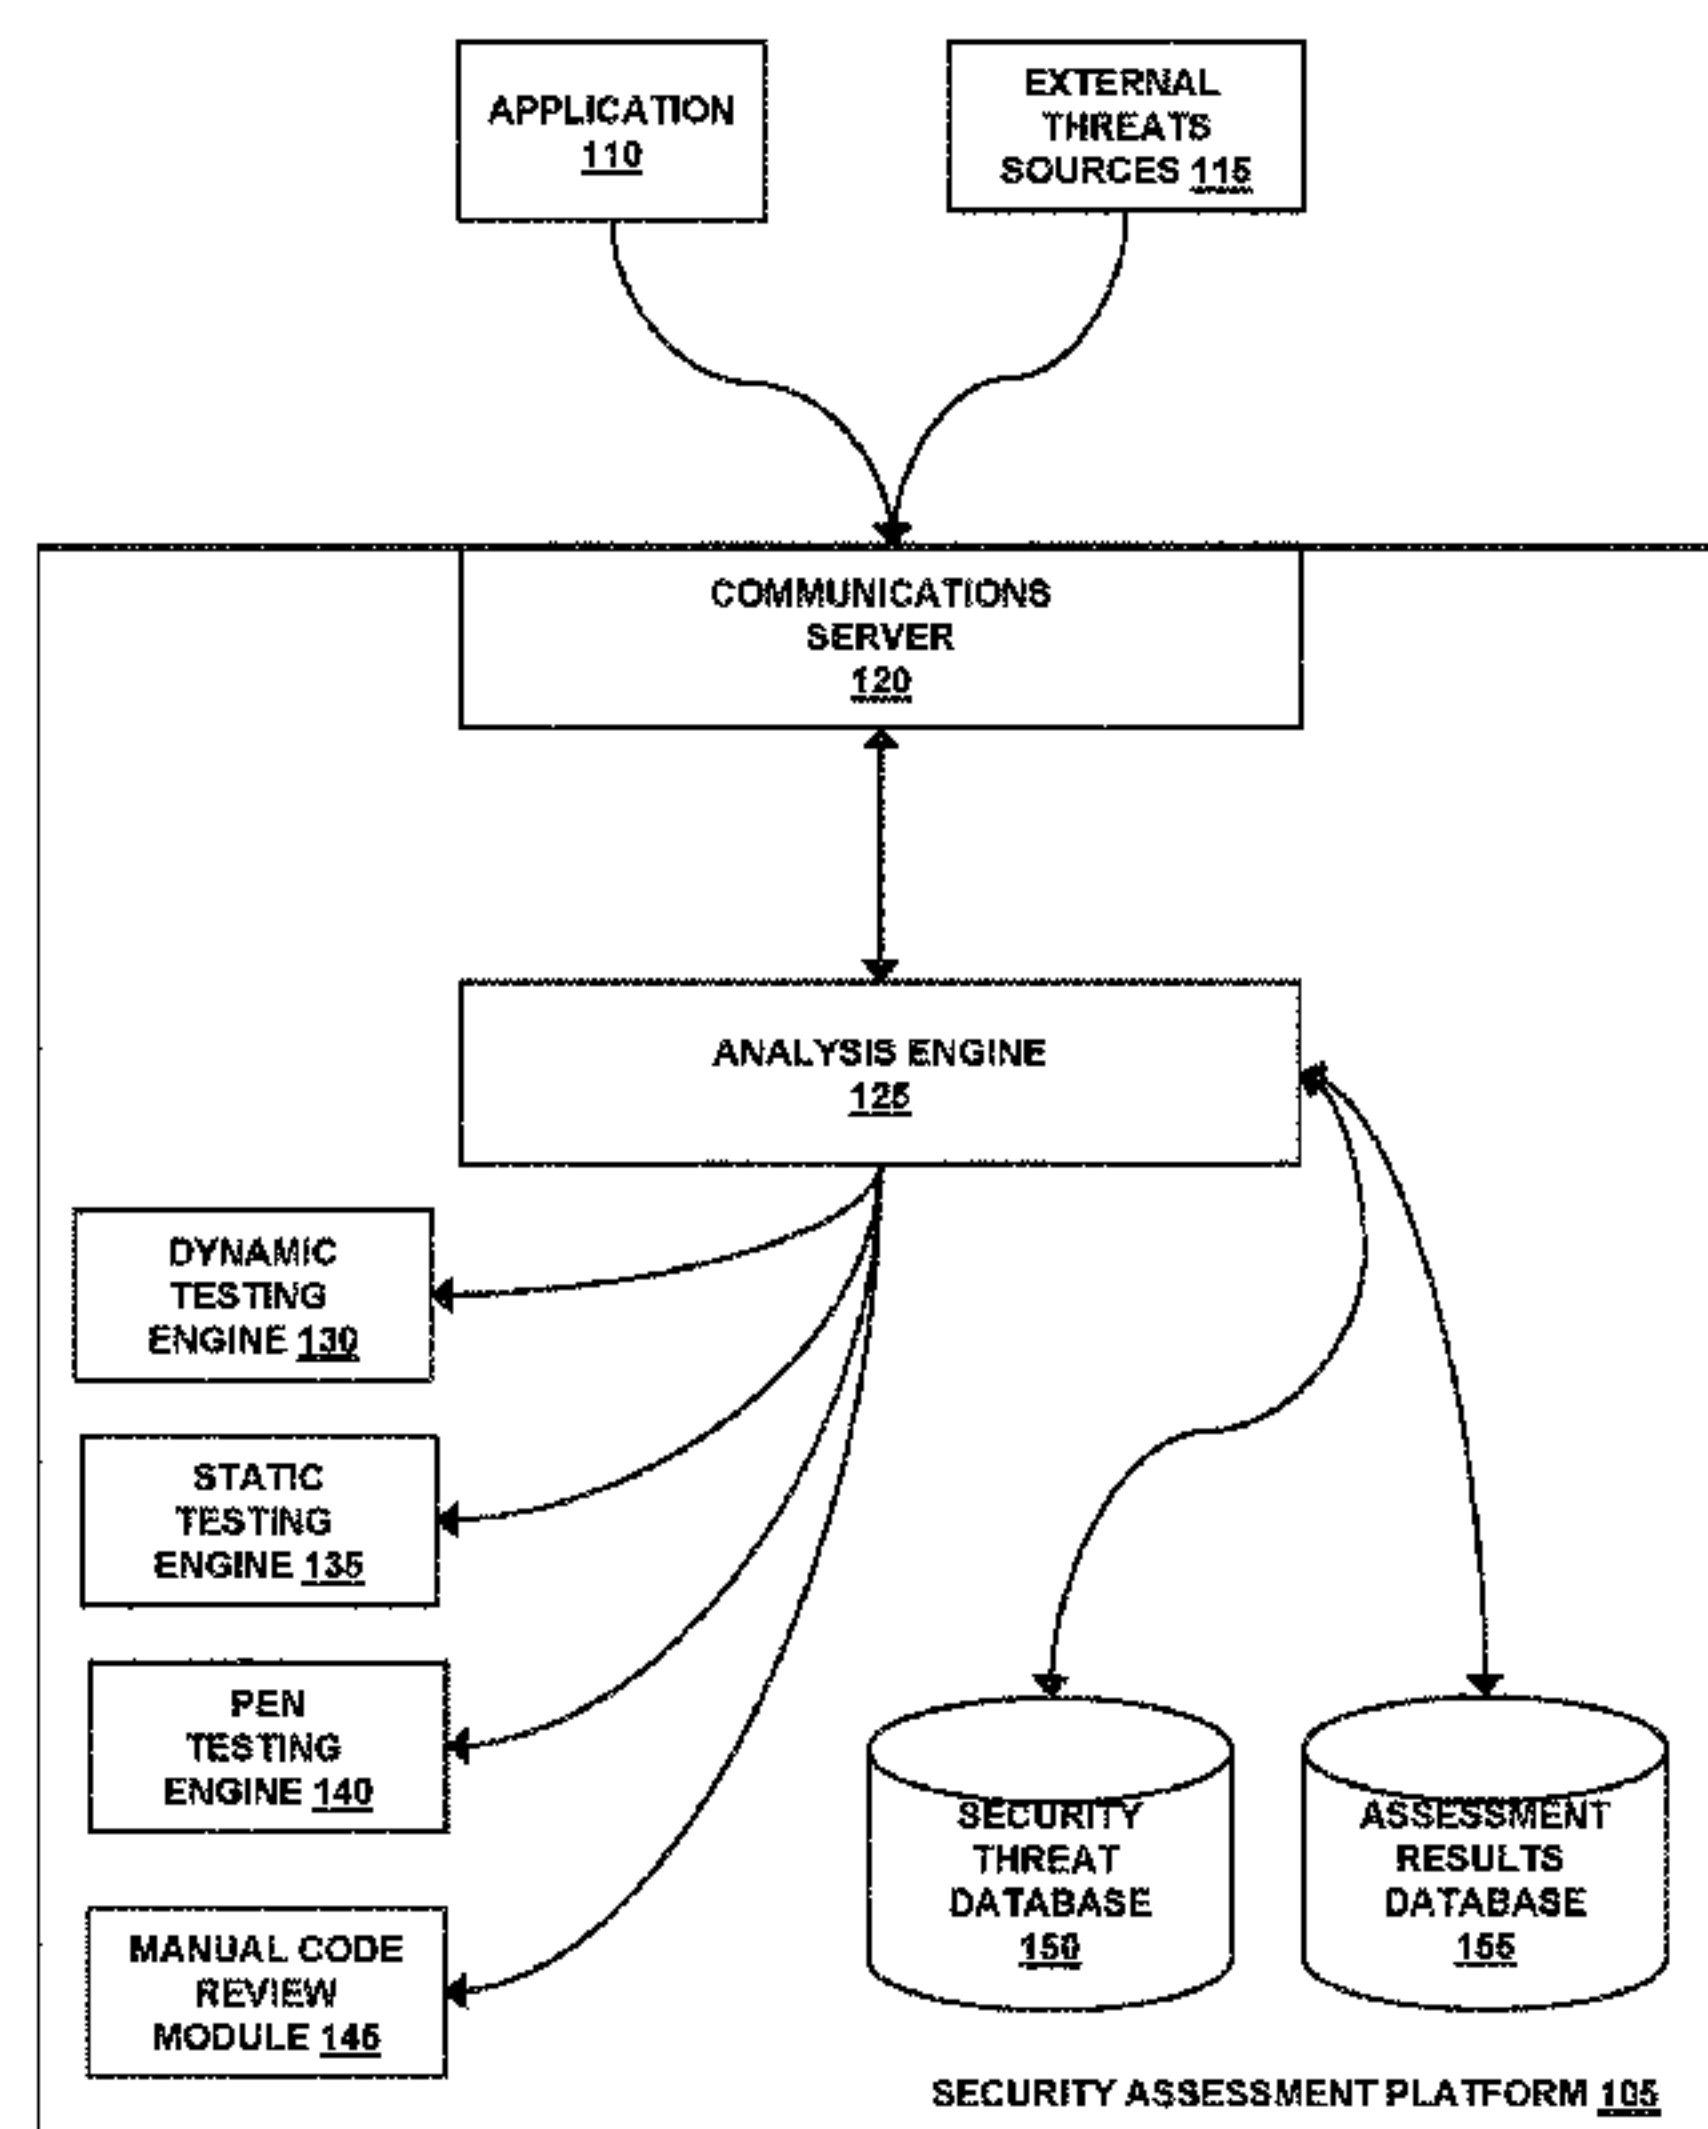 APPLICATION
110
EXTERNAL
THREATS
SOURCES 115
COMMUNICATIONS
SERVER
120
ANALYSIS ENGINE
125
DYNAMIC
TESTING
ENGINE 130
STATIC
TESTING
ENGINE 135
PEN
TESTING
ENGINE 140
MANUAL CODE
REVIEW
MODULE 145
SECURITY
THREAT
DATABASE
150
ASSESSMENT
RESULTS
DATABASE
155
SECURITY ASSESSMENT PLATFORM 105